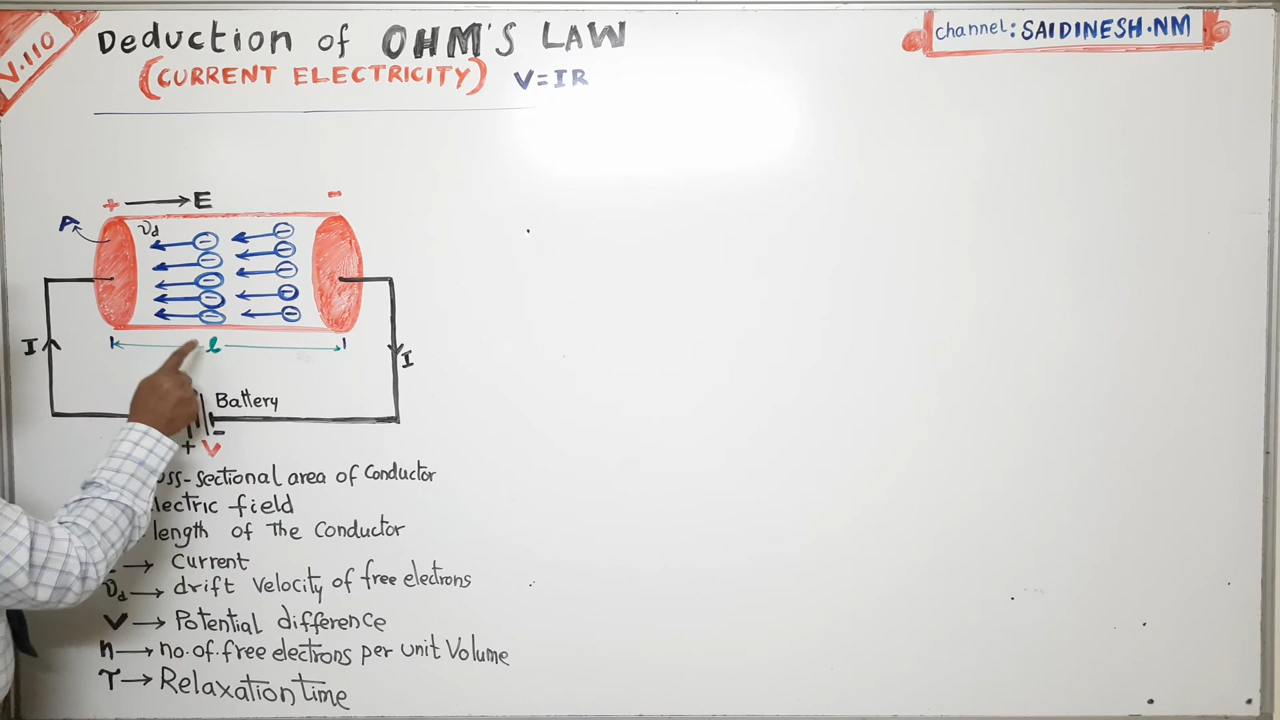 V.110
Deduction of OHM'S LAW
(CURRENT ELECTRICITY) V=IR
channel: SAIDINESH.NM
+ → E -
A
vd
l
I
I
Battery
+ V -
sectional area of Conductor
field
length of The Conductor
→ Current
vd → drift Velocity of free electrons
V → Potential difference
n → no.of.free electrons per unit Volume
τ → Relaxation time